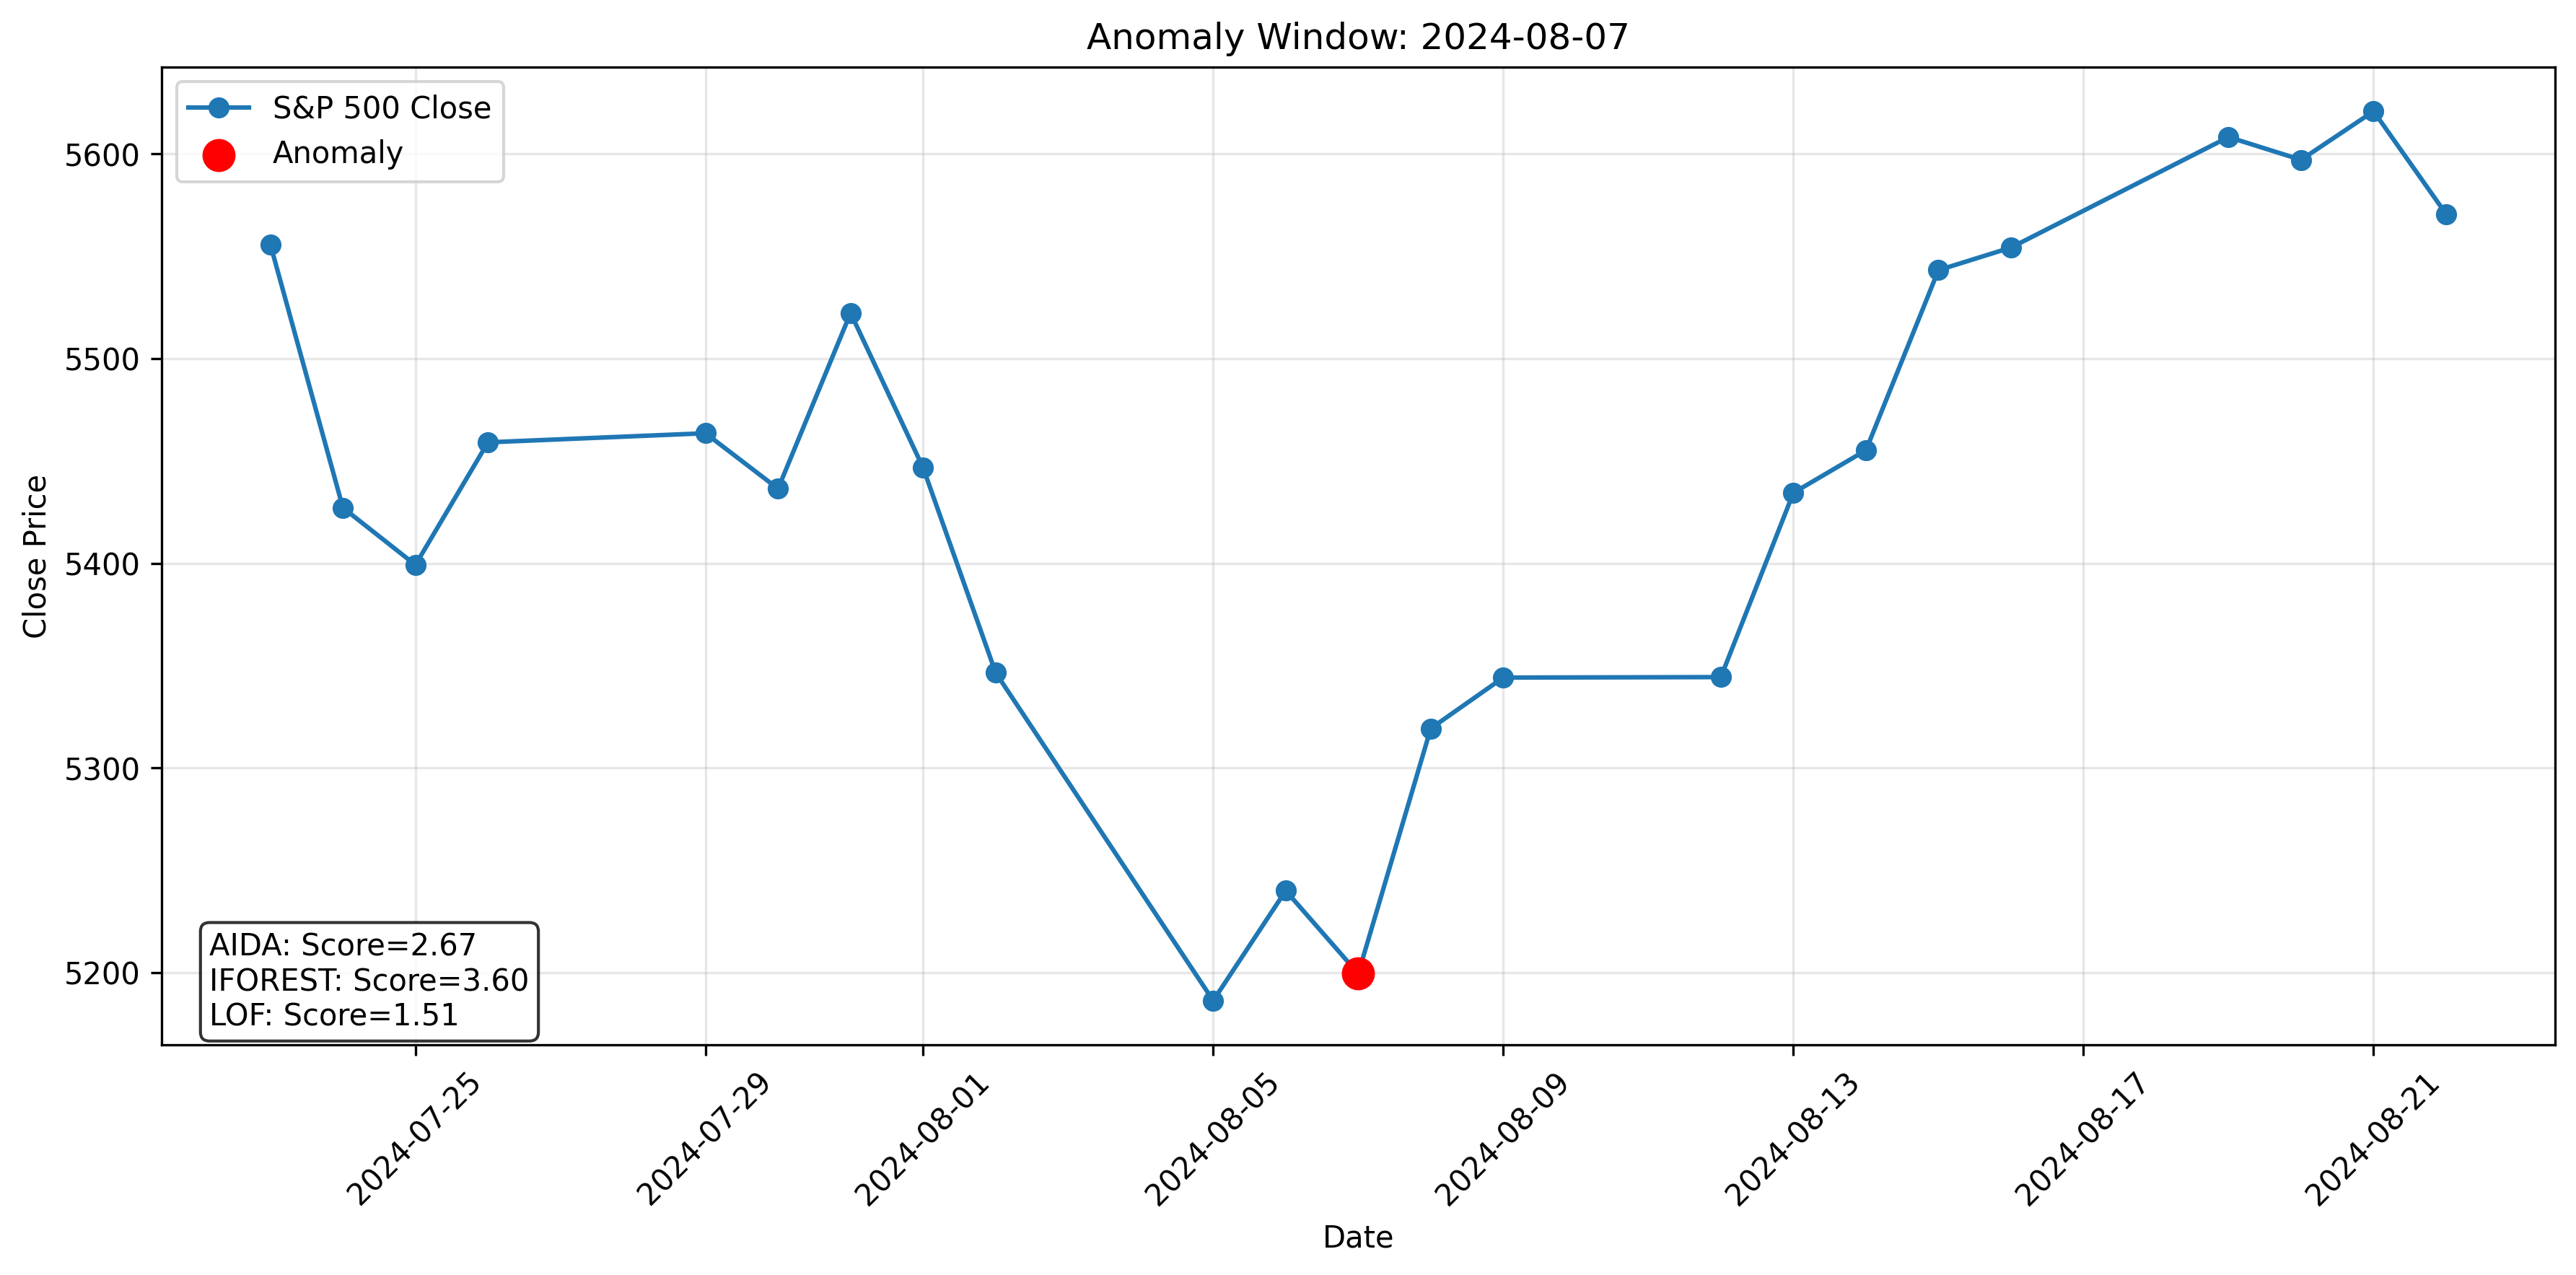 Anomaly Window: 2024-08-07
S&P 500 Close
Anomaly
5600
5500
5400
5300
5200
Close Price
AIDA: Score=2.67
IFOREST: Score=3.60
LOF: Score=1.51
2024-07-25
2024-07-29
2024-08-01
2024-08-05
2024-08-09
2024-08-13
2024-08-17
2024-08-21
Date